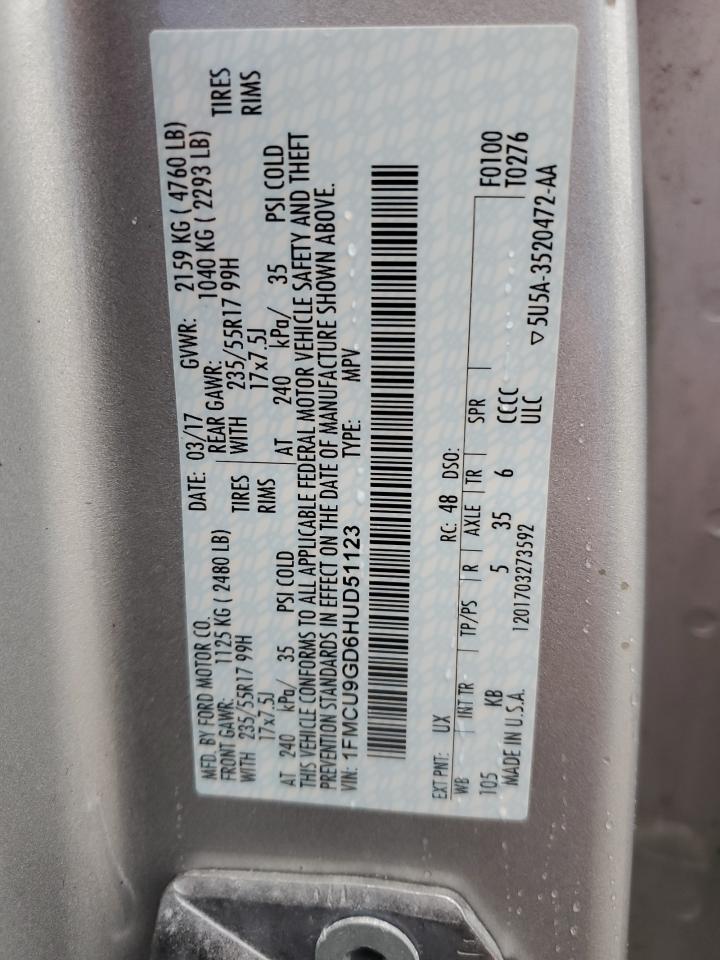 MFD. BY FORD MOTOR CO.
DATE: 03/17 GVWR: 2159 KG ( 4760 LB)
FRONT GAWR: 1125 KG ( 2480 LB) REAR GAWR: 1040 KG ( 2293 LB)
WITH 235/55R17 99H TIRES WITH 235/55R17 99H TIRES
17x7.5J RIMS 17x7.5J RIMS
AT 240 kPa/ 35 PSI COLD AT 240 kPa/ 35 PSI COLD
THIS VEHICLE CONFORMS TO ALL APPLICABLE FEDERAL MOTOR VEHICLE SAFETY AND THEFT
PREVENTION STANDARDS IN EFFECT ON THE DATE OF MANUFACTURE SHOWN ABOVE.
VIN: 1FMCU9GD6HUD51123 TYPE: MPV
EXT PNT: UX RC: 48 DSO: F0100
WB INT TR TP/PS R AXLE TR SPR T0276
105 KB 5 35 6 CCCC
MADE IN U.S.A. 1201703273592 ULC ▽5U5A-3520472-AA